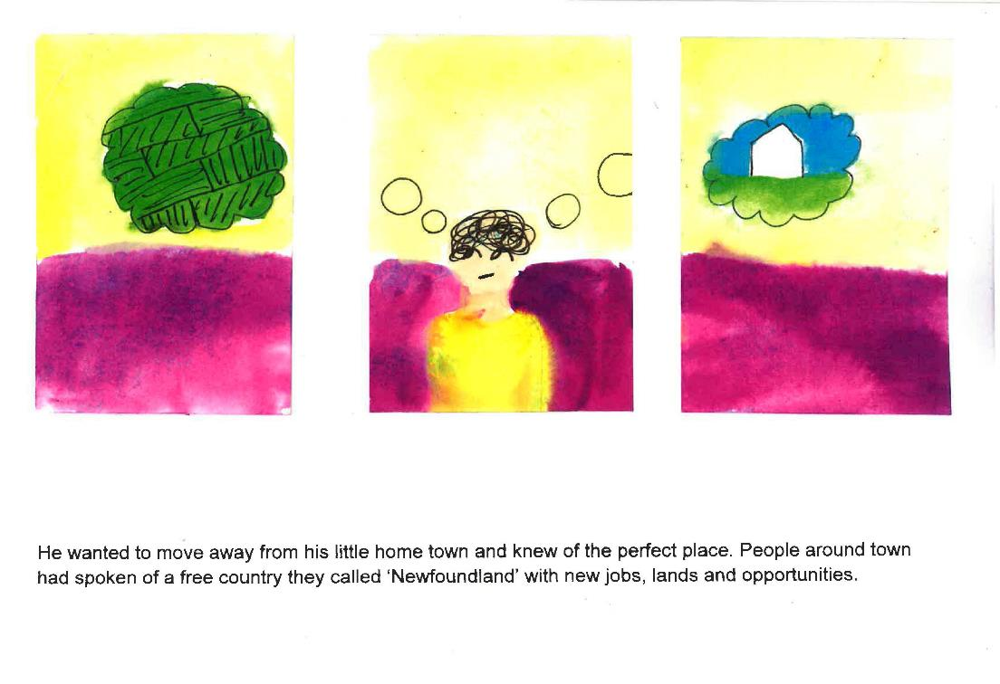 He wanted to move away from his little home town and knew of the perfect place. People around town
had spoken of a free country they called ‘Newfoundland’ with new jobs, lands and opportunities.